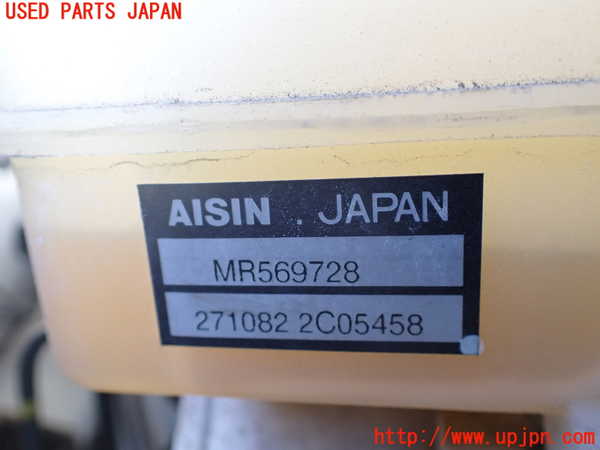 USED PARTS JAPAN
AISIN . JAPAN
MR569728
271082 2C05458
http://www.upjpn.com/